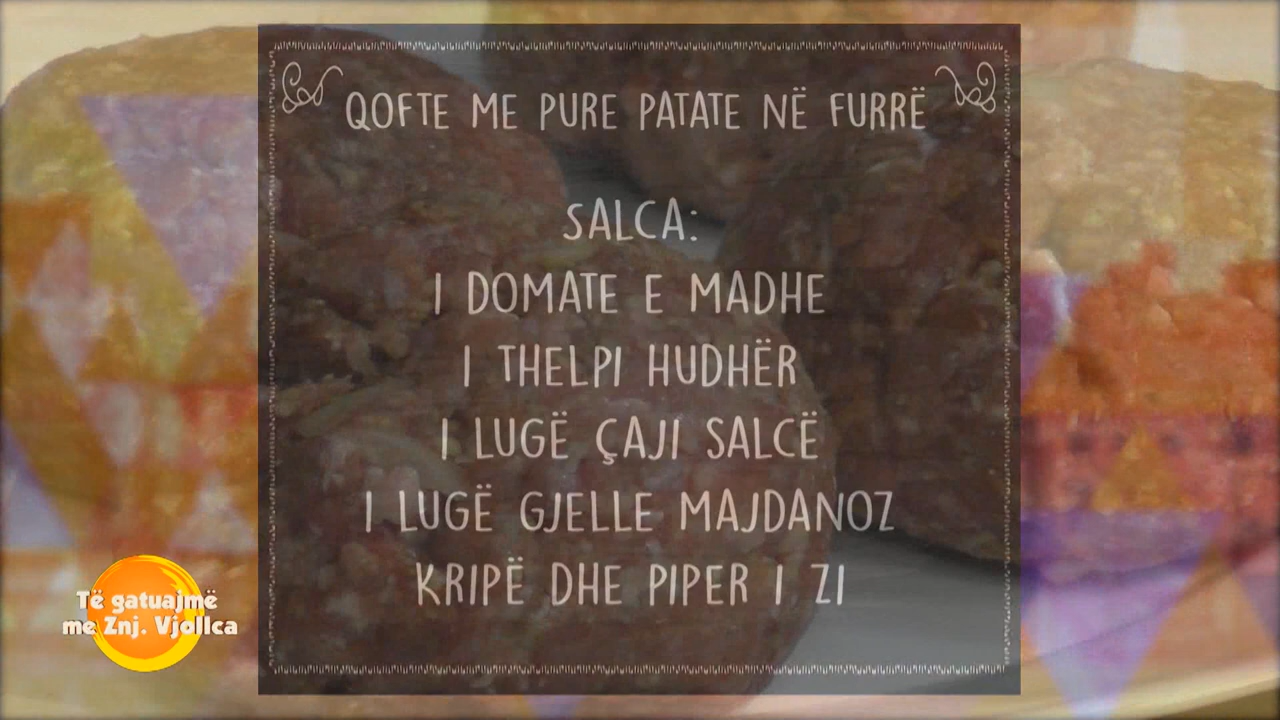 QOFTE ME PURE PATATE NË FURRË
SALCA:
1 DOMATE E MADHE
1 THELPI HUDHËR
1 LUGË ÇAJI SALCË
1 LUGË GJELLE MAJDANOZ
KRIPË DHE PIPER I ZI
Të gatuajmë
me Znj. Vjollca